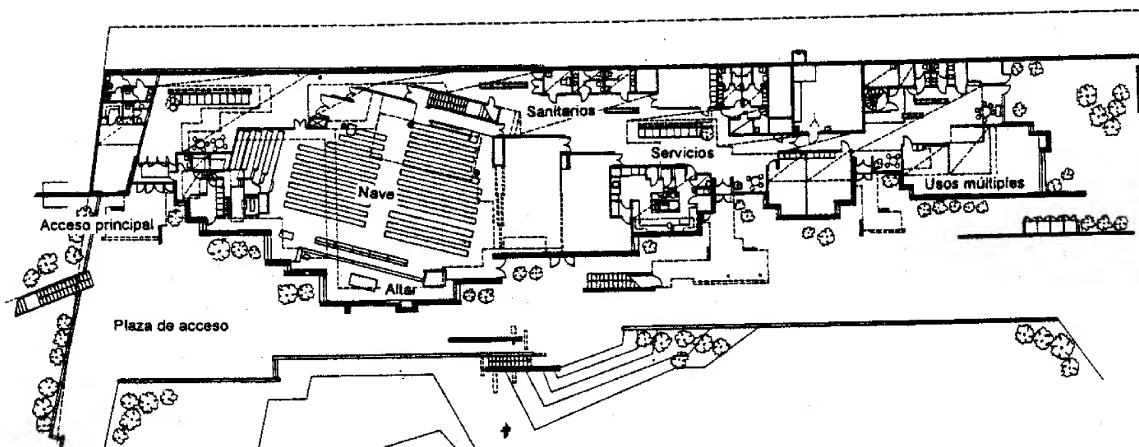 Sanitarios
Servicios
Nave
Usos múltiples
Acceso principal
Altar
Plaza de acceso